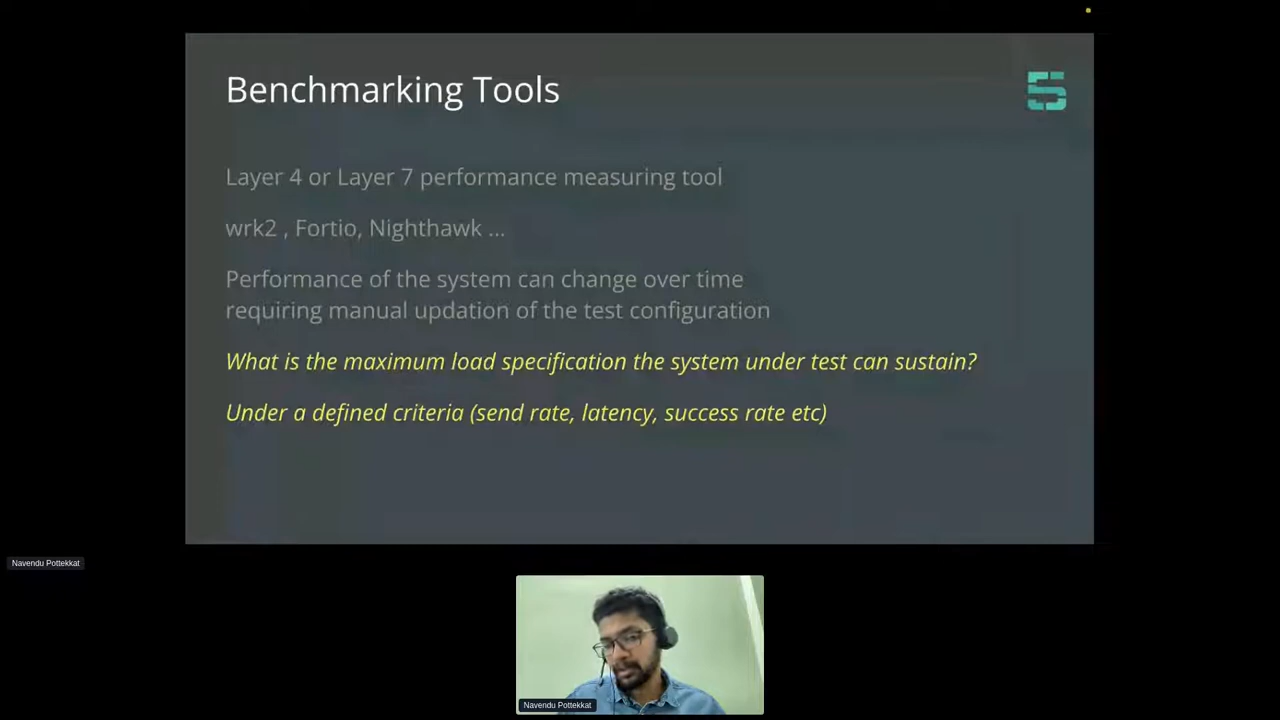 Benchmarking Tools
Layer 4 or Layer 7 performance measuring tool
wrk2 , Fortio, Nighthawk ...
Performance of the system can change over time
requiring manual updation of the test configuration
What is the maximum load specification the system under test can sustain?
Under a defined criteria (send rate, latency, success rate etc)
Navendu Pottekkat
Navendu Pottekkat